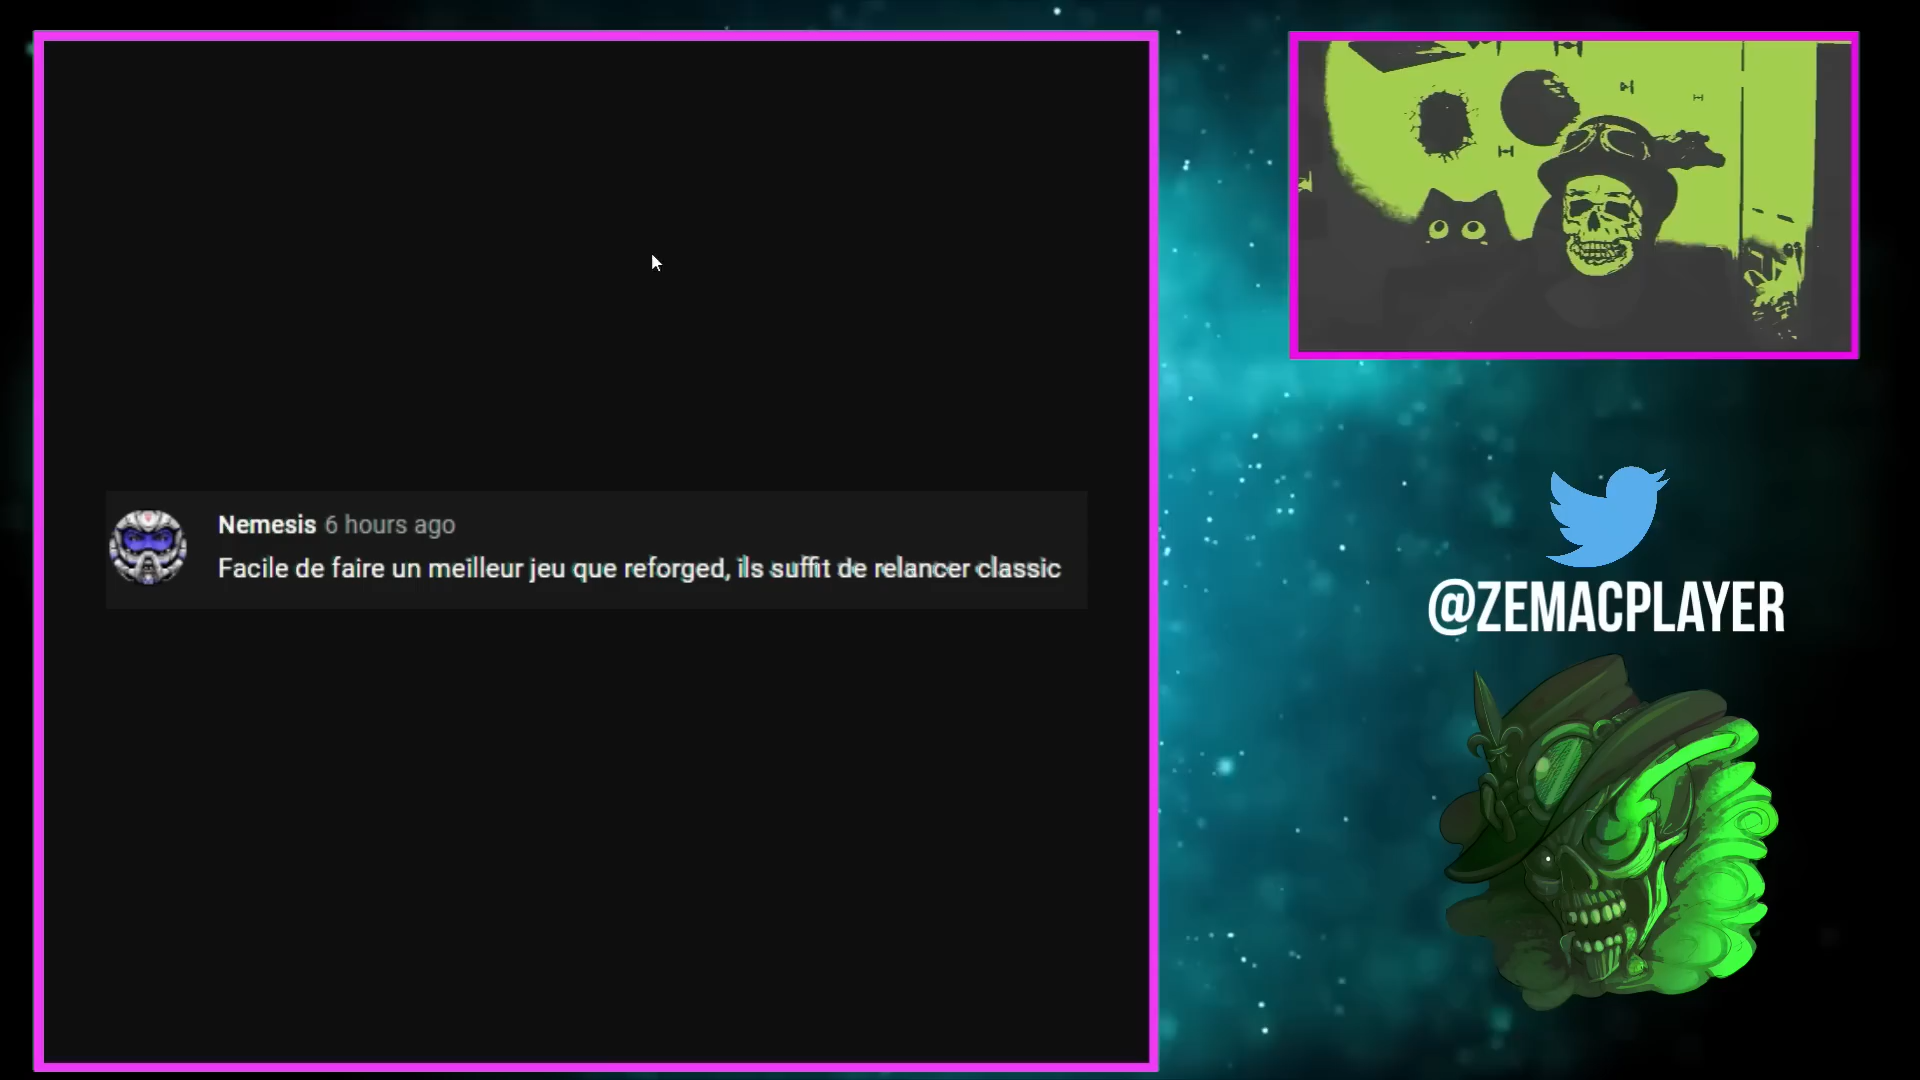 Nemesis 6 hours ago
Facile de faire un meilleur jeu que reforged, ils suffit de relancer classic
@ZEMACPLAYER